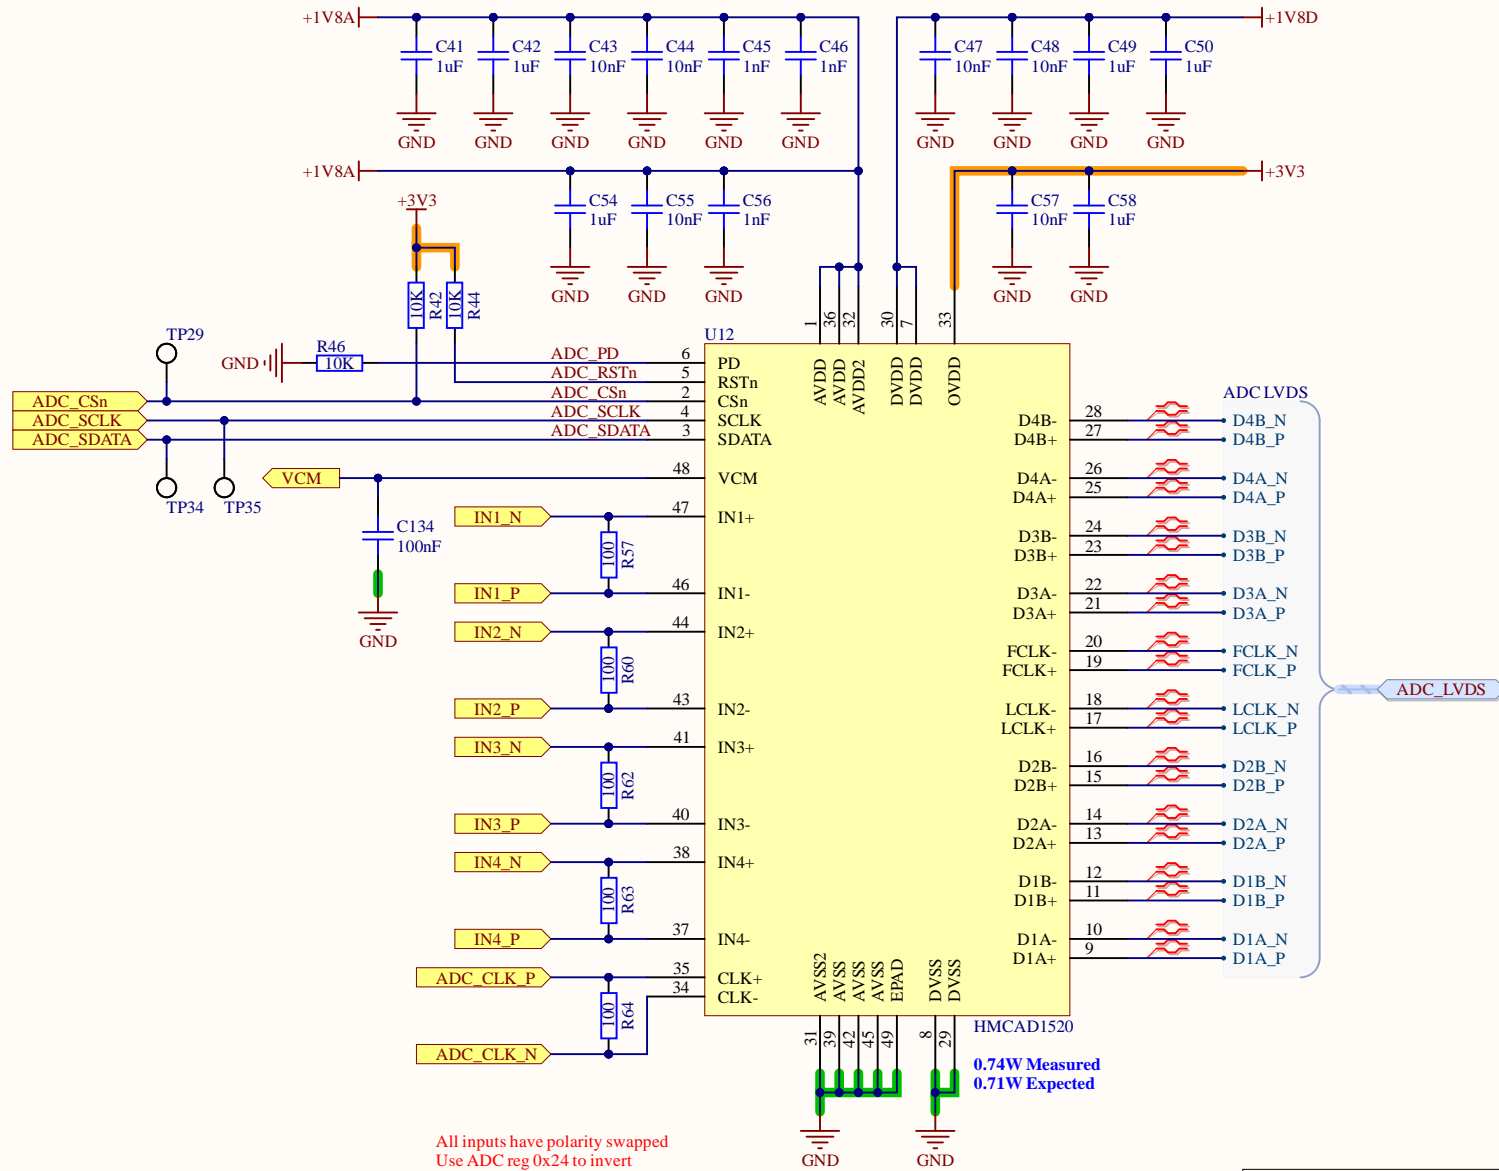 +1V8A
+1V8D
C41
1uF
C42
1uF
C43
10nF
C44
10nF
C45
1nF
C46
1nF
C47
10nF
C48
10nF
C49
1uF
C50
1uF
GND
GND
GND
GND
GND
GND
GND
GND
GND
GND
+1V8A
+3V3
C54
1uF
C55
10nF
C56
1nF
C57
10nF
C58
1uF
GND
GND
GND
GND
GND
+3V3
10K
R42
10K
R44
TP29
GND
R46
10K
ADC_PD
ADC_RSTn
ADC_CSn
ADC_SCLK
ADC_SDATA
ADC_CSn
ADC_SCLK
ADC_SDATA
TP34
TP35
VCM
C134
100nF
GND
IN1_N
100
R57
IN1_P
IN2_N
100
R60
IN2_P
IN3_N
100
R62
IN3_P
IN4_N
100
R63
IN4_P
ADC_CLK_P
100
R64
ADC_CLK_N
U12
1
36
32
30
7
33
AVDD
AVDD
AVDD2
DVDD
DVDD
OVDD
6 PD
5 RSTn
2 CSn
4 SCLK
3 SDATA
48 VCM
47 IN1+
46 IN1-
44 IN2+
43 IN2-
41 IN3+
40 IN3-
38 IN4+
37 IN4-
35 CLK+
34 CLK-
ADC LVDS
D4B- 28 D4B_N
D4B+ 27 D4B_P
D4A- 26 D4A_N
D4A+ 25 D4A_P
D3B- 24 D3B_N
D3B+ 23 D3B_P
D3A- 22 D3A_N
D3A+ 21 D3A_P
FCLK- 20 FCLK_N
FCLK+ 19 FCLK_P
LCLK- 18 LCLK_N
LCLK+ 17 LCLK_P
D2B- 16 D2B_N
D2B+ 15 D2B_P
D2A- 14 D2A_N
D2A+ 13 D2A_P
D1B- 12 D1B_N
D1B+ 11 D1B_P
D1A- 10 D1A_N
D1A+ 9 D1A_P
ADC_LVDS
AVSS2
AVSS
AVSS
AVSS
EPAD
DVSS
DVSS
31
39
42
45
49
8
29
HMCAD1520
0.74W Measured
0.71W Expected
GND
GND
All inputs have polarity swapped
Use ADC reg 0x24 to invert